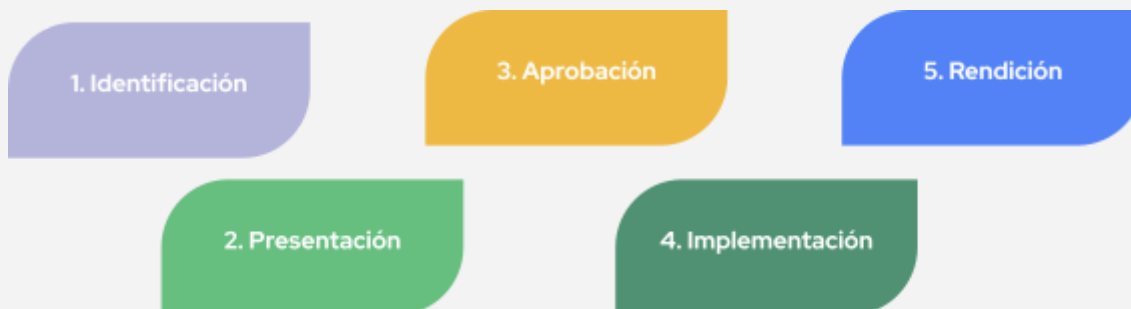 1. Identificación
2. Presentación
3. Aprobación
4. Implementación
5. Rendición